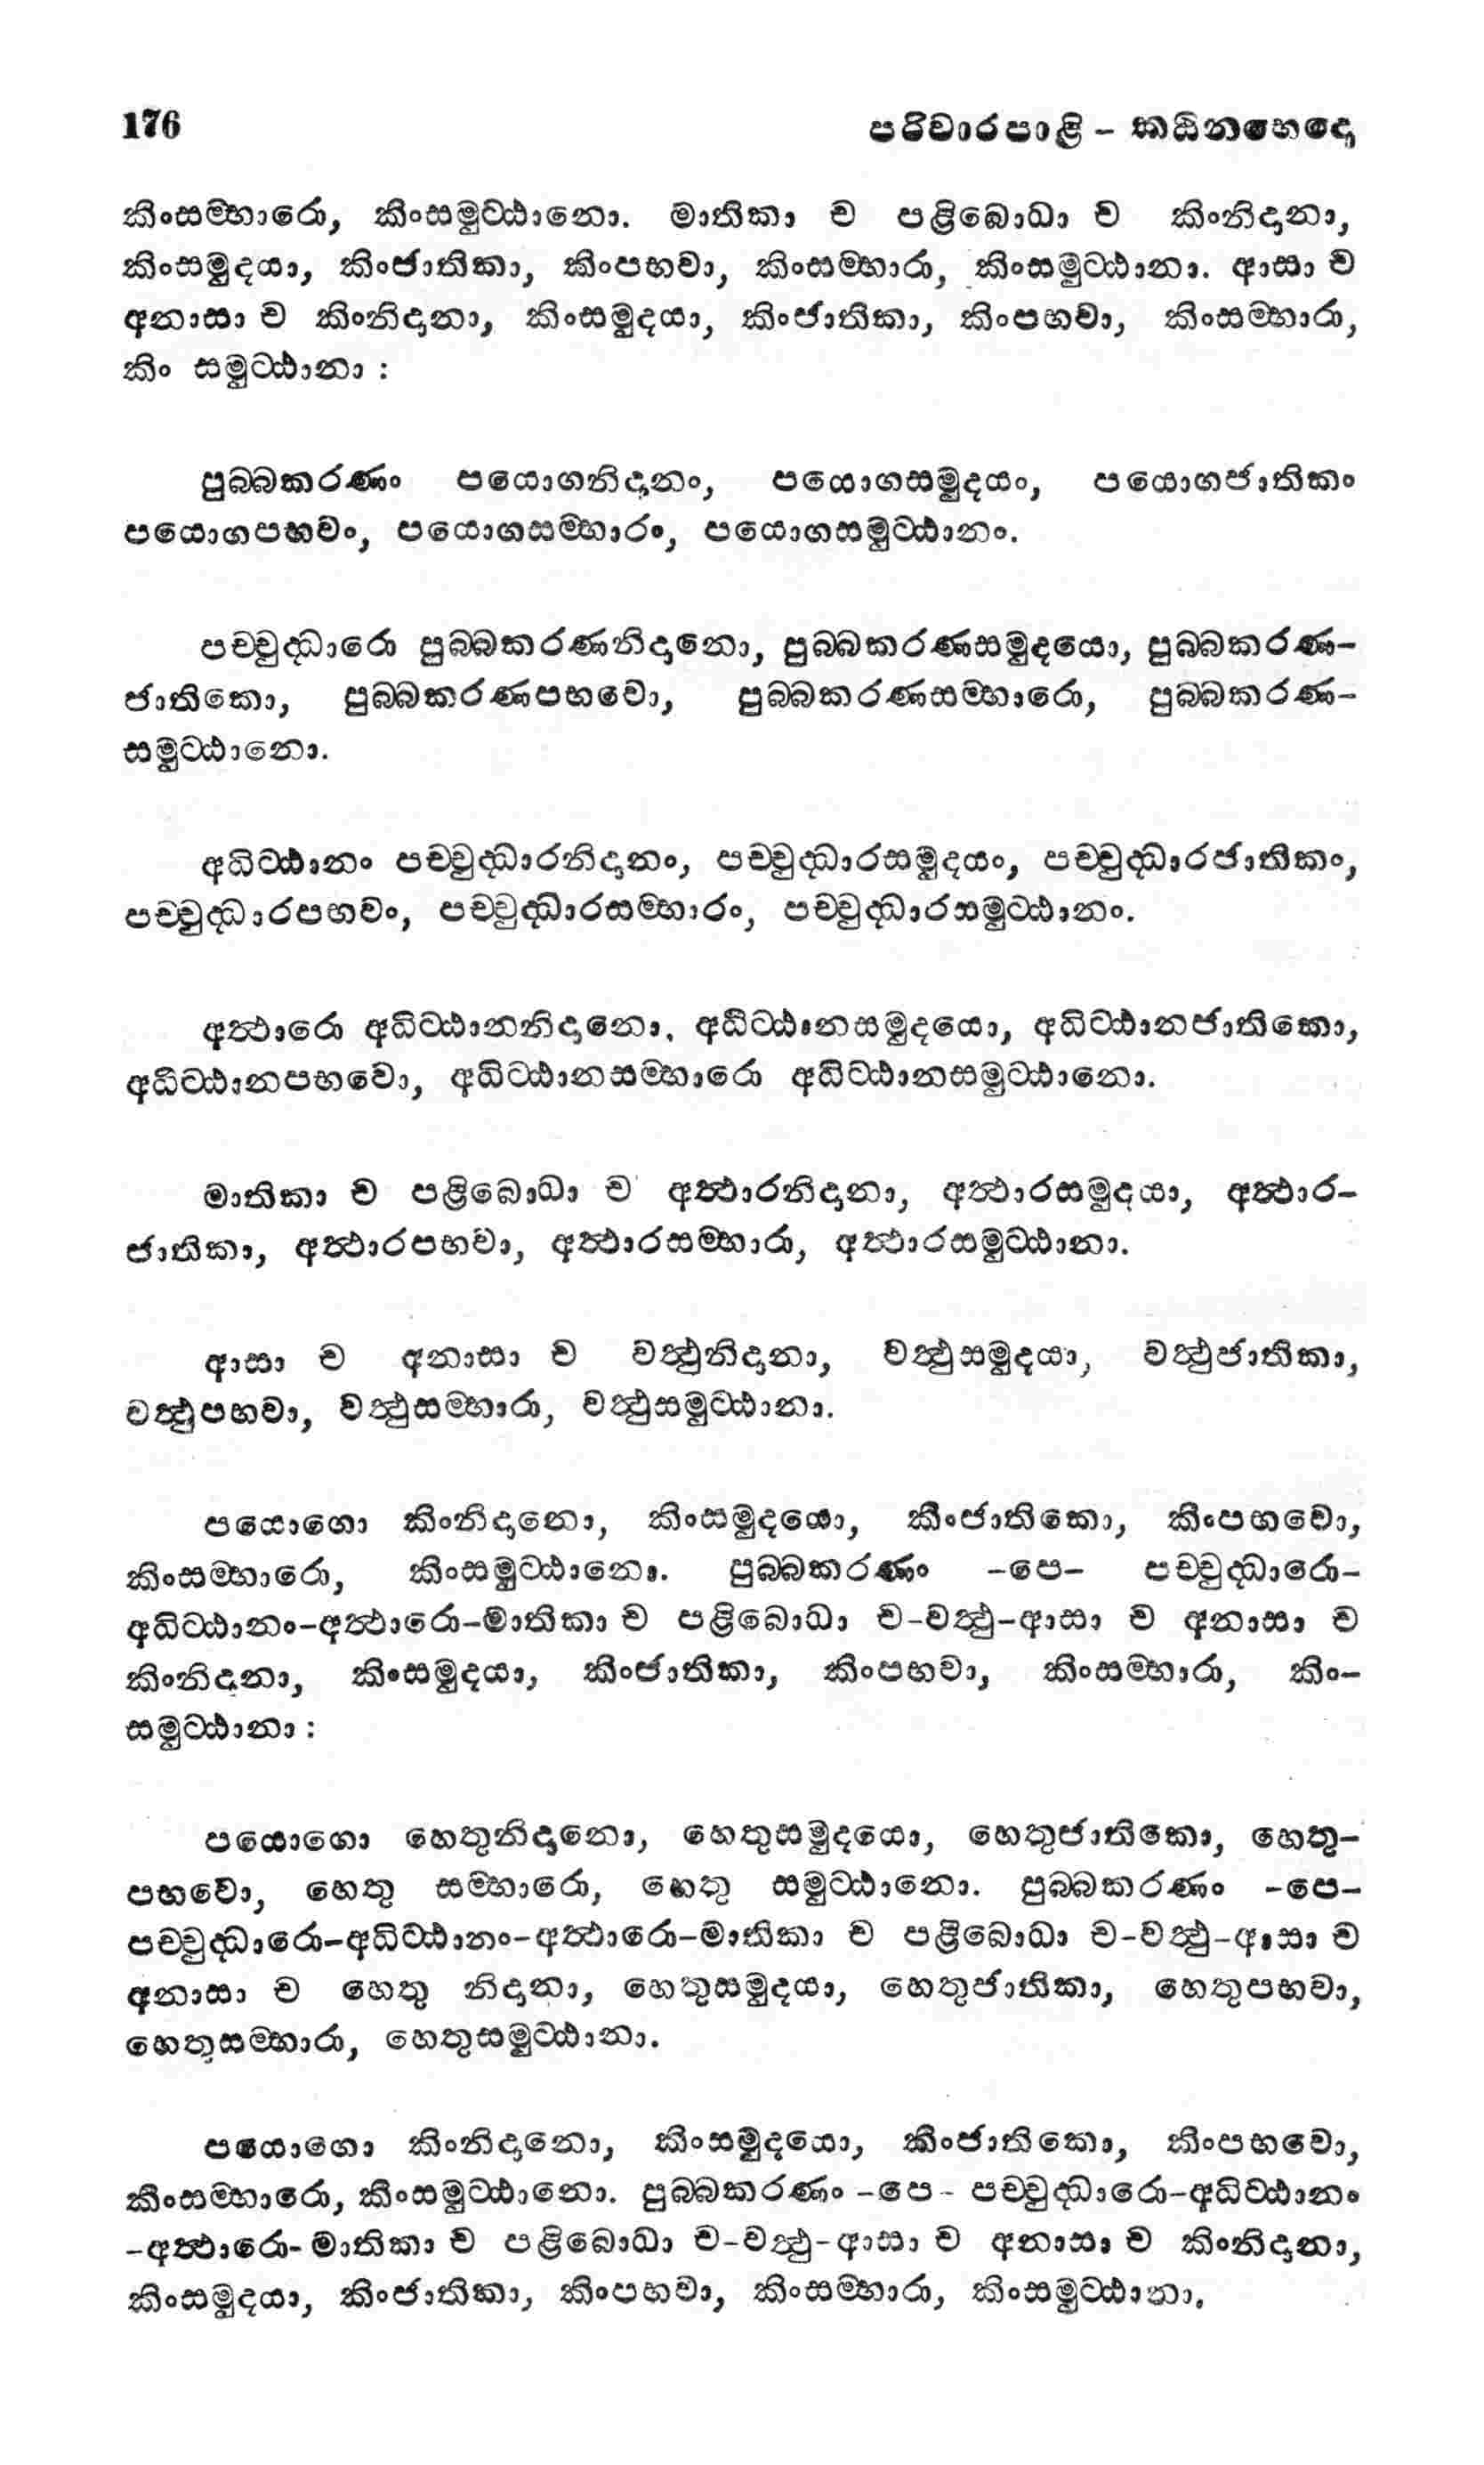 176 පරිවාරපාළි – කඨිනභෙදො
කිංසම්භාරො, කිංසමුට්ඨානො. මාතිකා ච පළිබොධා ච කිංනිදානා,
කිංසමුදයා, කිංජාතිකා, කිංපභවා, කිංසම්භාරා, කිංසමුට්ඨානා. ආසා ච
අනාසා ච කිංනිදානා, කිංසමුදයා, කිංජාතිකා, කිංපභවා, කිංසම්භාරා,
කිං සමුට්ඨානා :
පුබ්බකරණං පයොගනිදානං, පයොගසමුදයං, පයොගජාතිකං
පයොගපභවං, පයොගසම්භාරං, පයොගසමුට්ඨානං.
පච්චුද්ධාරො පුබ්බකරණනිදානො, පුබ්බකරණසමුදයො, පුබ්බකරණ–
ජාතිකො, පුබ්බකරණපභවො, පුබ්බකරණසම්භාරො, පුබ්බකරණ–
සමුට්ඨානො.
අධිට්ඨානං පච්චුද්ධාරනිදානං, පච්චුද්ධාරසමුදයං, පච්චුද්ධාරජාතිකං,
පච්චුද්ධාරපභවං, පච්චුද්ධාරසම්භාරං, පච්චුද්ධාරසමුට්ඨානං.
අත්ථාරො අධිට්ඨානනිදානො, අධිට්ඨානසමුදයො, අධිට්ඨානජාතිකො,
අධිට්ඨානපභවො, අධිට්ඨානසම්භාරො අධිට්ඨානසමුට්ඨානො.
මාතිකා ච පළිබොධා ච අත්ථාරනිදානා, අත්ථාරසමුදයා, අත්ථාර–
ජාතිකා, අත්ථාරපභවා, අත්ථාරසම්භාරා, අත්ථාරසමුට්ඨානා.
ආසා ච අනාසා ච වත්ථුනිදානා, වත්ථුසමුදයා, වත්ථුජාතිකා,
වත්ථුපභවා, වත්ථුසම්භාරා, වත්ථුසමුට්ඨානා.
පයොගො කිංනිදානො, කිංසමුදයො, කිංජාතිකො, කිංපභවො,
කිංසම්භාරො, කිංසමුට්ඨානො. පුබ්බකරණං –පෙ– පච්චුද්ධාරො–
අධිට්ඨානං–අත්ථාරො–මාතිකා ච පළිබොධා ච–වත්ථු–ආසා ච අනාසා ච
කිංනිදානා, කිංසමුදයා, කිංජාතිකා, කිංපභවා, කිංසම්භාරා, කිං–
සමුට්ඨානා :
පයොගො හෙතුනිදානො, හෙතුසමුදයො, හෙතුජාතිකො, හෙතු–
පභවො, හෙතු සම්භාරො, හෙතු සමුට්ඨානො. පුබ්බකරණං –පෙ–
පච්චුද්ධාරො–අධිට්ඨානං–අත්ථාරො–මාතිකා ච පළිබොධා ච–වත්ථු–ආසා ච
අනාසා ච හෙතු නිදානා, හෙතුසමුදයා, හෙතුජාතිකා, හෙතුපභවා,
හෙතුසම්භාරා, හෙතුසමුට්ඨානා.
පයොගො කිංනිදානො, කිංසමුදයො, කිංජාතිකො, කිංපභවො,
කිංසම්භාරො, කිංසමුට්ඨානො. පුබ්බකරණං –පෙ– පච්චුද්ධාරො–අධිට්ඨානං
–අත්ථාරො–මාතිකා ච පළිබොධා ච–වත්ථු–ආසා ච අනාසා ච කිංනිදානා,
කිංසමුදයා, කිංජාතිකා, කිංපභවා, කිංසම්භාරා, කිංසමුට්ඨානා.